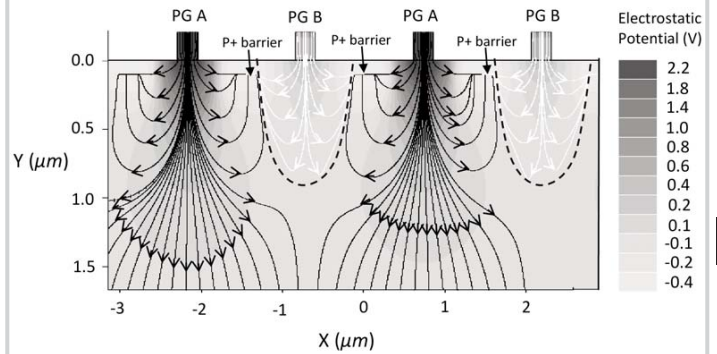 PG A PG B PG A PG B
P+ barrier P+ barrier P+ barrier
Electrostatic
Potential (V)
2.2
1.8
1.4
1.0
0.8
0.6
0.4
0.2
0.1
-0.1
-0.2
-0.4
0.0
0.5
1.0
1.5
Y (μm)
-3 -2 -1 0 1 2
X (μm)